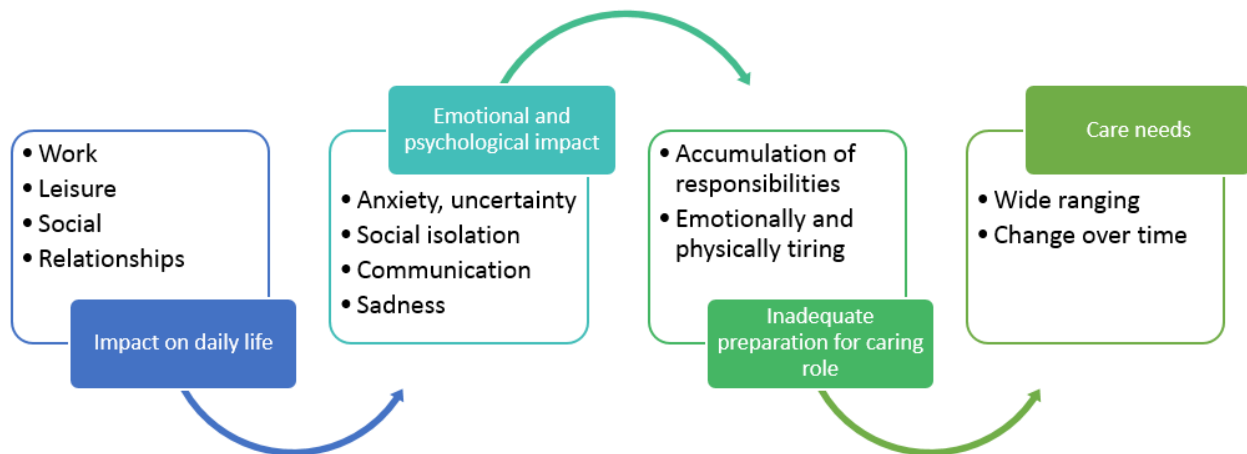 • Work
• Leisure
• Social
• Relationships
Impact on daily life
Emotional and
psychological impact
• Anxiety, uncertainty
• Social isolation
• Communication
• Sadness
• Accumulation of
responsibilities
• Emotionally and
physically tiring
Inadequate
preparation for caring
role
Care needs
• Wide ranging
• Change over time